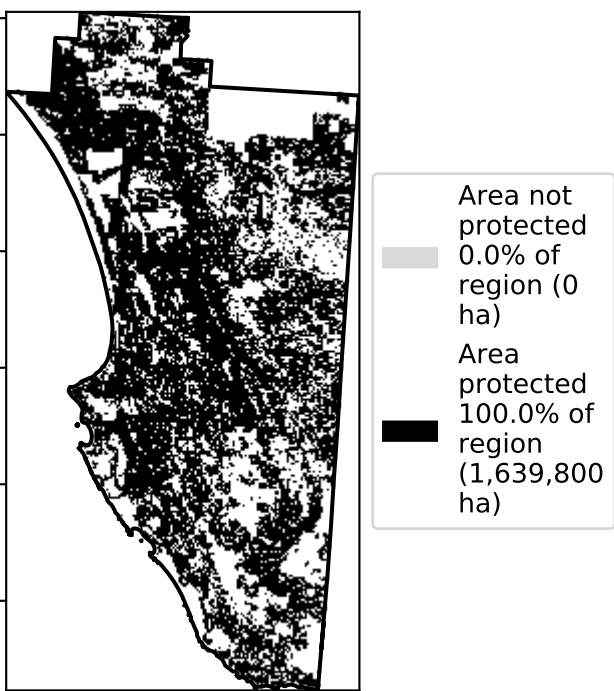 Area not
protected
0.0% of
region (0
ha)
Area
protected
100.0% of
region
(1,639,800
ha)